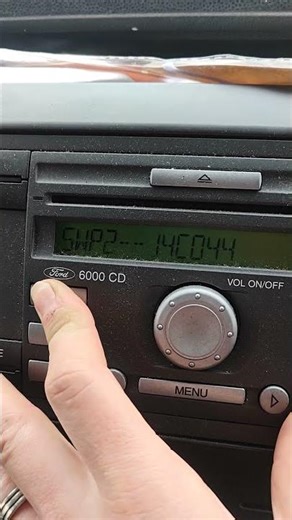 SWP2--14C044
Ford 6000 CD
VOL ON/OFF
MENU